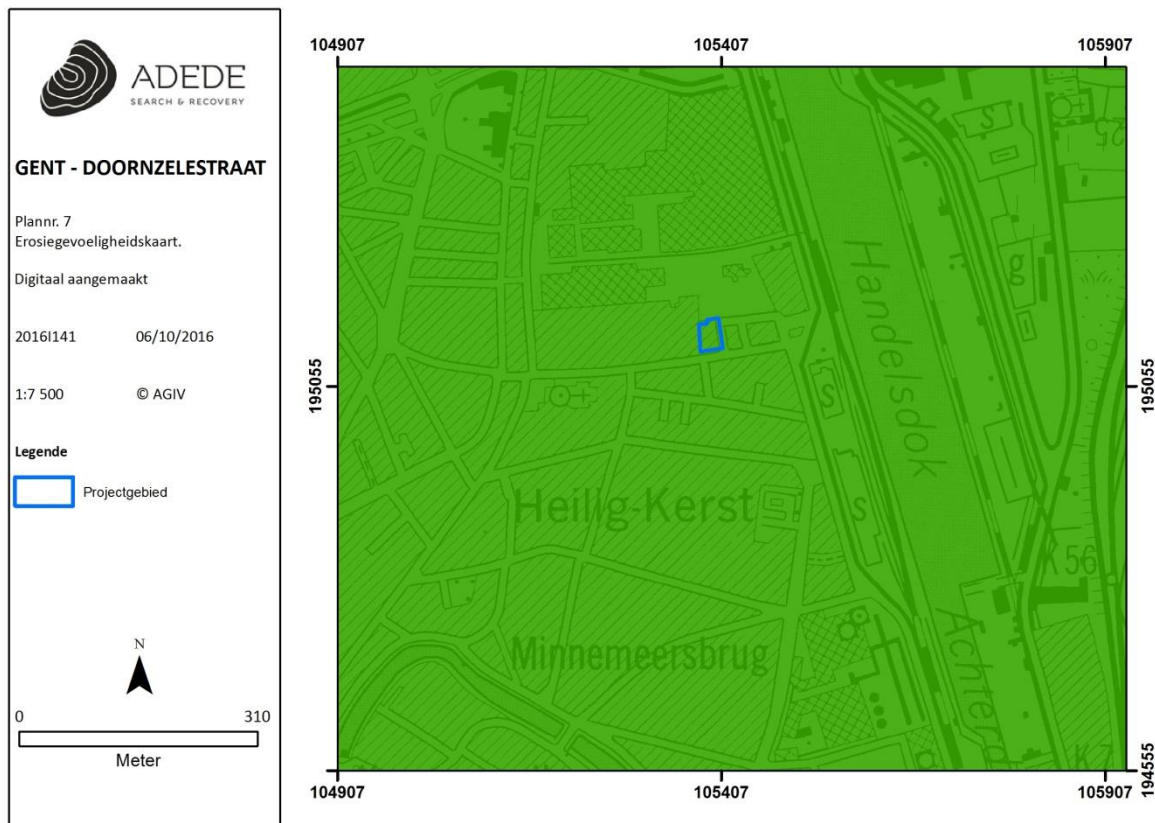 ADEDE
SEARCH & RECOVERY
GENT - DOORNZELESTRAAT
Plannr. 7
Erosiegevoeligheidskaart.
Digitaal aangemaakt
2016I141 06/10/2016
1:7 500 © AGIV
Legende
Projectgebied
N
0 310
Meter
104907 105407 105907
S
25
Handelsdok
g
195055 195055
S
Heilig-Kerst
S
K 56
Achterd
Minnemeersbrug
K 7
194555
104907 105407 105907